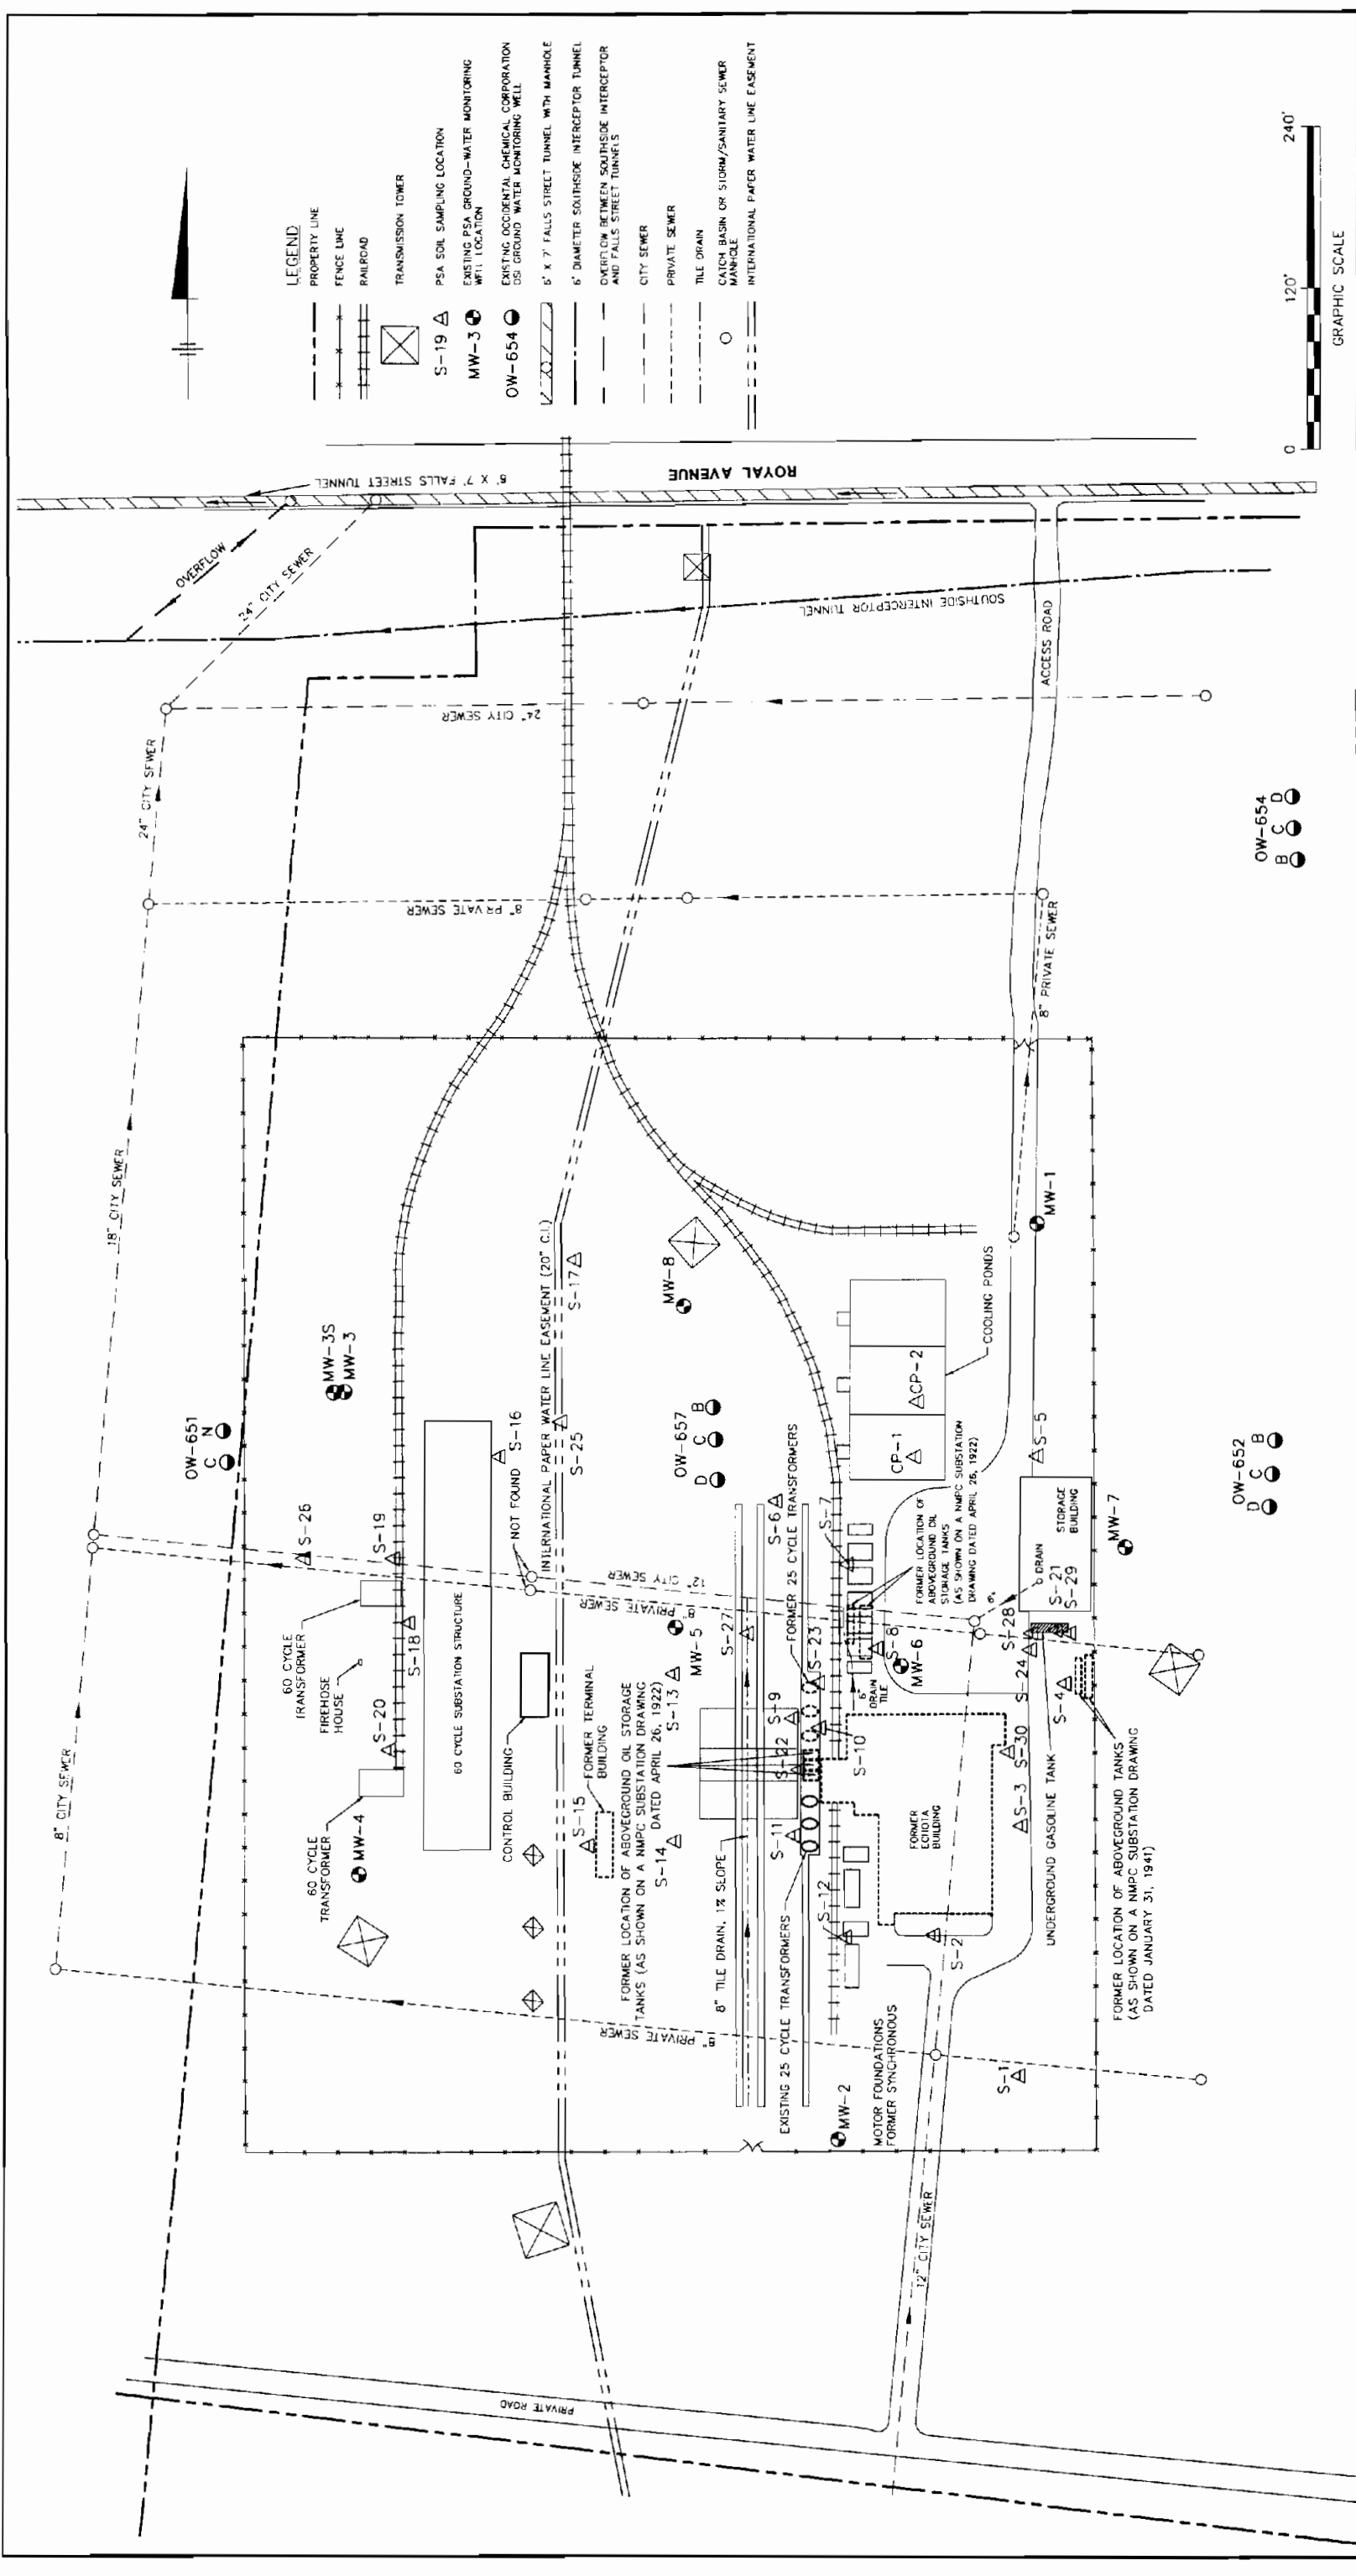 LEGEND
PROPERTY LINE
FENCE LINE
RAILROAD
TRANSMISSION TOWER
S-19
PSA SOIL SAMPLING LOCATION
MW-3
EXISTING PSA GROUND-WATER MONITORING
WELL LOCATION
OW-654
EXISTING OCCIDENTAL CHEMICAL CORPORATION
DSI GROUND WATER MONITORING WELL
5' X 7' FALLS STREET TUNNEL WITH MANHOLE
6' DIAMETER SOUTHSIDE INTERCEPTOR TUNNEL
OVERFLOW BETWEEN SOUTHSIDE INTERCEPTOR
AND FALLS STREET TUNNELS
CITY SEWER
PRIVATE SEWER
TILE DRAIN
CATCH BASIN OR STORM/SANITARY SEWER
MANHOLE
INTERNATIONAL PAPER WATER LINE EASEMENT
0
120'
240'
GRAPHIC SCALE
ROYAL AVENUE
6' X 7' FALLS STREET TUNNEL
OVERFLOW
24" CITY SEWER
SOUTHSIDE INTERCEPTOR TUNNEL
24" CITY SEWER
24" CITY SEWER
ACCESS ROAD
8" PRIVATE SEWER
8" PRIVATE SEWER
OW-654
B C D
18" CITY SEWER
8" CITY SEWER
OW-651
C N
MW-3S
MW-3
S-26
S-19
60 CYCLE
TRANSFORMER
FIREHOSE
HOUSE
S-18
S-20
60 CYCLE
TRANSFORMER
MW-4
60 CYCLE SUBSTATION STRUCTURE
S-16
NOT FOUND
INTERNATIONAL PAPER WATER LINE EASEMENT (20" C.I.)
S-17
S-25
CONTROL BUILDING
12" CITY SEWER
8" PRIVATE SEWER
MW-8
OW-657
D C B
S-15
FORMER TERMINAL
BUILDING
FORMER LOCATION OF ABOVEGROUND OIL STORAGE
TANKS (AS SHOWN ON A NMPC SUBSTATION DRAWING
DATED APRIL 26, 1922)
S-14
S-13
MW-5
S-27
S-6
8" TILE DRAIN, 1% SLOPE
FORMER 25 CYCLE TRANSFORMERS
S-7
S-23
S-9
S-22
S-10
S-11
S-12
EXISTING 25 CYCLE TRANSFORMERS
8" PRIVATE SEWER
CP-1
CP-2
COOLING PONDS
MW-1
FORMER LOCATION OF
ABOVEGROUND OIL
STORAGE TANKS
(AS SHOWN ON A NMPC SUBSTATION
DRAWING DATED APRIL 26, 1922)
S-8
MW-6
6"
DRAIN
TILE
S-5
STORAGE
BUILDING
DRAIN
S-21
S-29
S-28
S-24
S-4
S-30
S-3
FORMER
ECHOTA
BUILDING
S-2
UNDERGROUND GASOLINE TANK
FORMER LOCATION OF ABOVEGROUND TANKS
(AS SHOWN ON A NMPC SUBSTATION DRAWING
DATED JANUARY 31, 1941)
MW-7
OW-652
D C B
MW-2
MOTOR FOUNDATIONS
FORMER SYNCHRONOUS
S-1
12" CITY SEWER
PRIVATE ROAD